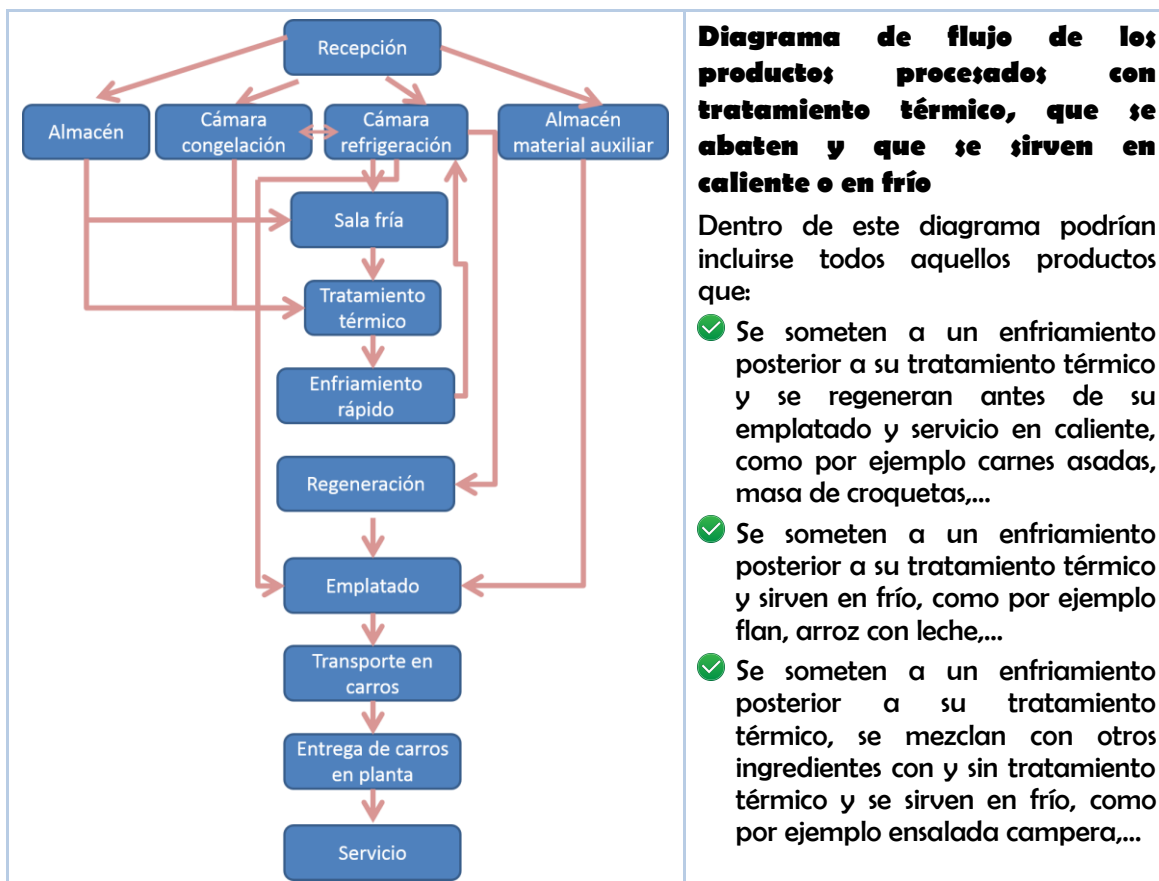 Recepción
Almacén
Cámara
congelación
Cámara
refrigeración
Almacén
material auxiliar
Sala fría
Tratamiento
térmico
Enfriamiento
rápido
Regeneración
Emplatado
Transporte en
carros
Entrega de carros
en planta
Servicio
Diagrama de flujo de los
productos procesados con
tratamiento térmico, que se
abaten y que se sirven en
caliente o en frío
Dentro de este diagrama podrían
incluirse todos aquellos productos
que:
Se someten a un enfriamiento
posterior a su tratamiento térmico
y se regeneran antes de su
emplatado y servicio en caliente,
como por ejemplo carnes asadas,
masa de croquetas,...
Se someten a un enfriamiento
posterior a su tratamiento térmico
y sirven en frío, como por ejemplo
flan, arroz con leche,...
Se someten a un enfriamiento
posterior a su tratamiento
térmico, se mezclan con otros
ingredientes con y sin tratamiento
térmico y se sirven en frío, como
por ejemplo ensalada campera,...